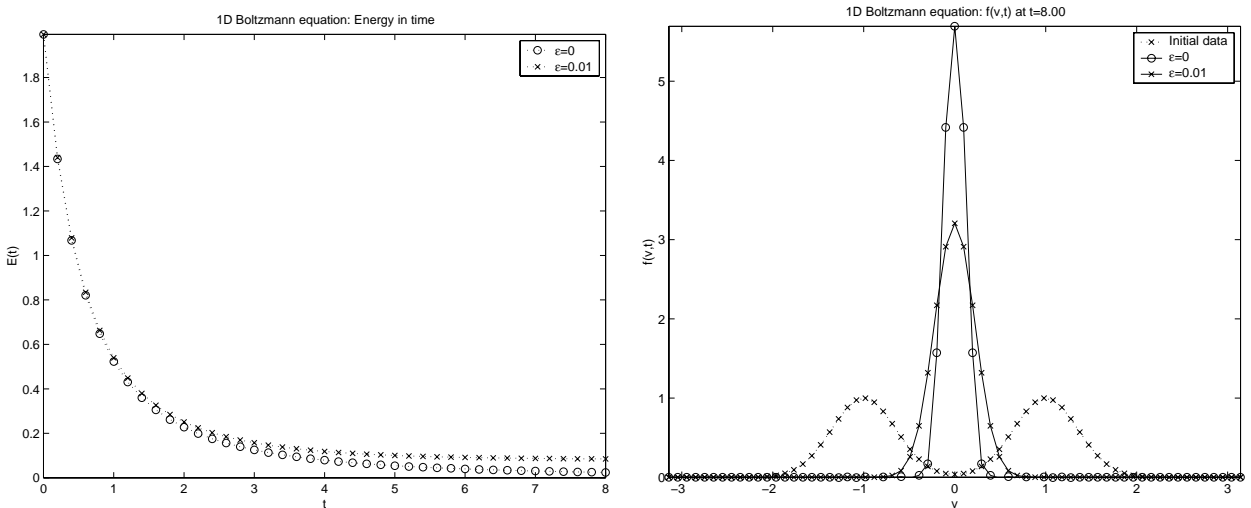 1D Boltzmann equation: Energy in time
E(t)
1.8
1.6
1.4
1.2
1
0.8
0.6
0.4
0.2
0
0
1
2
3
4
5
6
7
8
t
ε=0
ε=0.01
1D Boltzmann equation: f(v,t) at t=8.00
f(v,t)
5
4
3
2
1
0
−3
−2
−1
0
1
2
3
v
Initial data
ε=0
ε=0.01